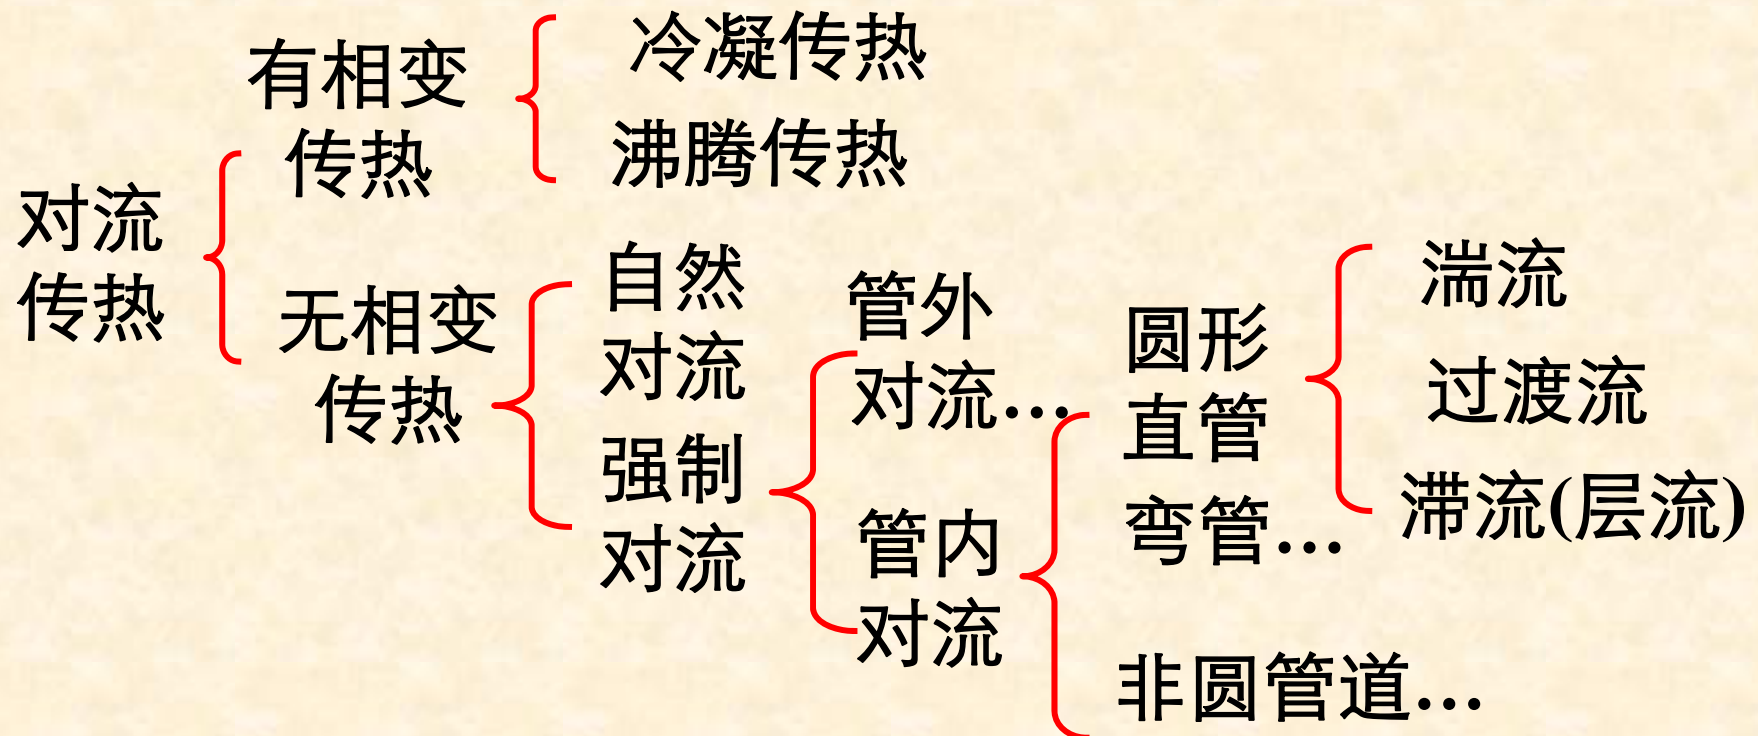 对流
传热
有相变
传热
冷凝传热
沸腾传热
无相变
传热
自然
对流
强制
对流
管外
对流...
管内
对流
圆形
直管
弯管...
非圆管道...
湍流
过渡流
滞流(层流)